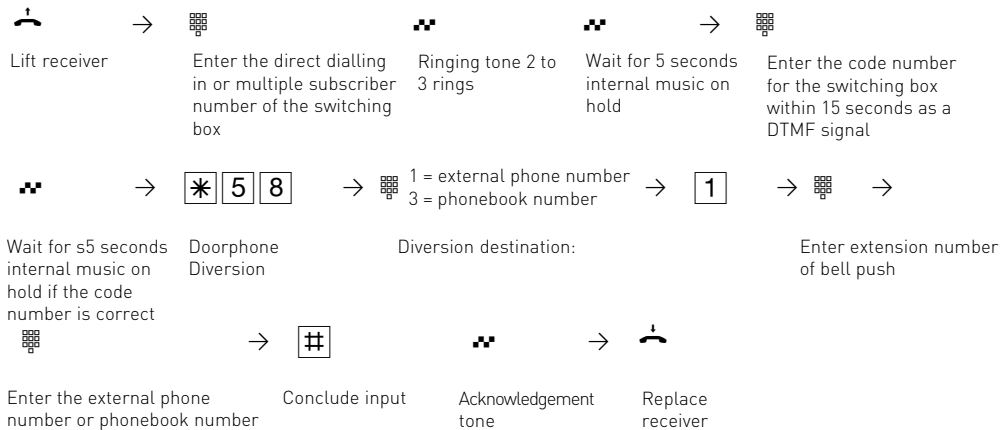 Lift receiver
Enter the direct dialling
in or multiple subscriber
number of the switching
box
Ringing tone 2 to
3 rings
Wait for 5 seconds
internal music on
hold
Enter the code number
for the switching box
within 15 seconds as a
DTMF signal
* 5 8
1 = external phone number
3 = phonebook number
1
Wait for s5 seconds
internal music on
hold if the code
number is correct
Doorphone
Diversion
Diversion destination:
Enter extension number
of bell push
#
Enter the external phone
number or phonebook number
Conclude input
Acknowledgement
tone
Replace
receiver